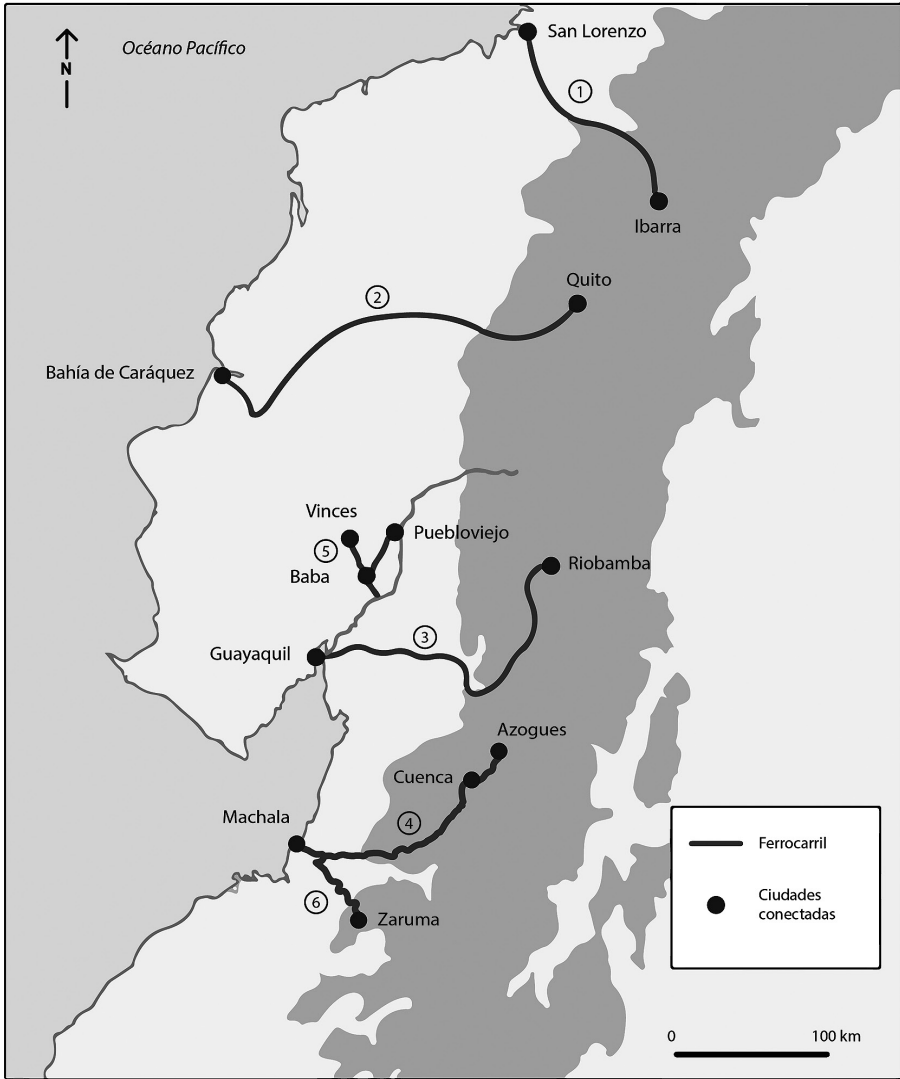 Océano Pacífico
N
San Lorenzo
1
Ibarra
Quito
2
Bahía de Caráquez
Vinces
Puebloviejo
5
Baba
Riobamba
3
Guayaquil
Azogues
Cuenca
Machala
4
6
Zaruma
Ferrocarril
Ciudades
conectadas
0 100 km